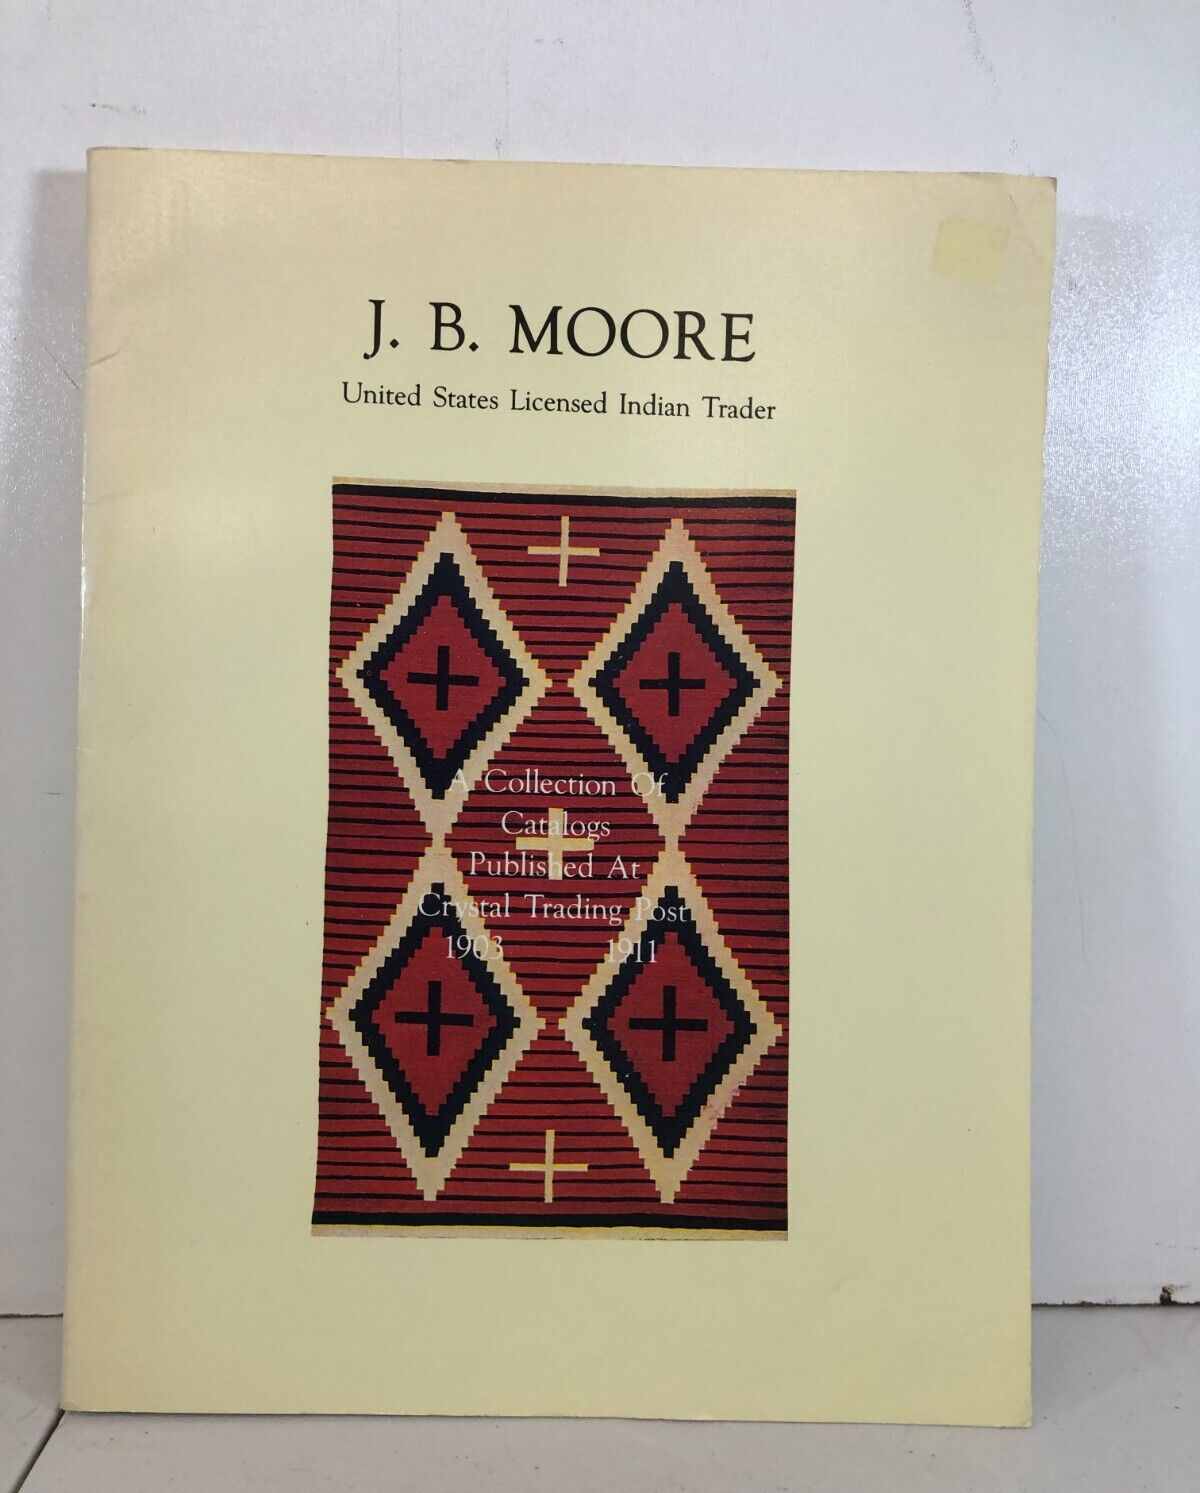 J. B. MOORE
United States Licensed Indian Trader
A Collection Of
Catalogs
Published At
Crystal Trading Post
1903 1911